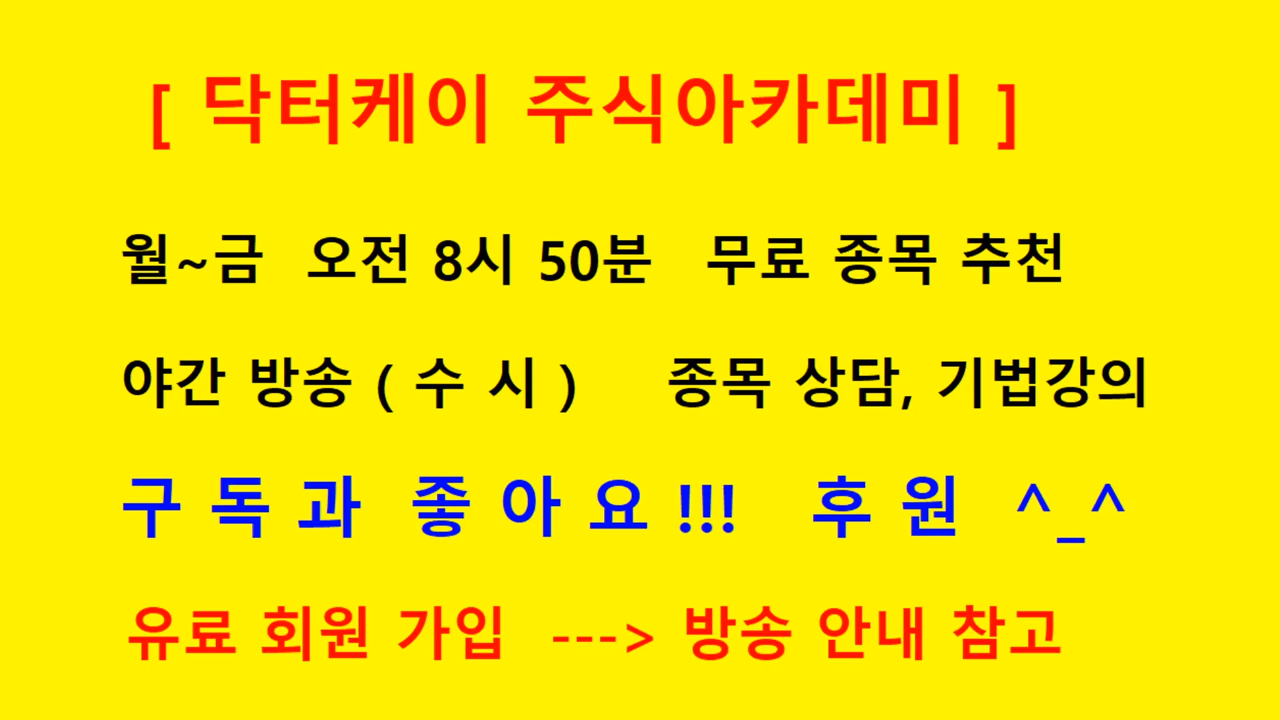 [ 닥터케이 주식아카데미 ]
월~금 오전 8시 50분 무료 종목 추천
야간 방송 ( 수 시 ) 종목 상담, 기법강의
구 독 과 좋 아 요 !!! 후 원 ^_^
유료 회원 가입 ---> 방송 안내 참고